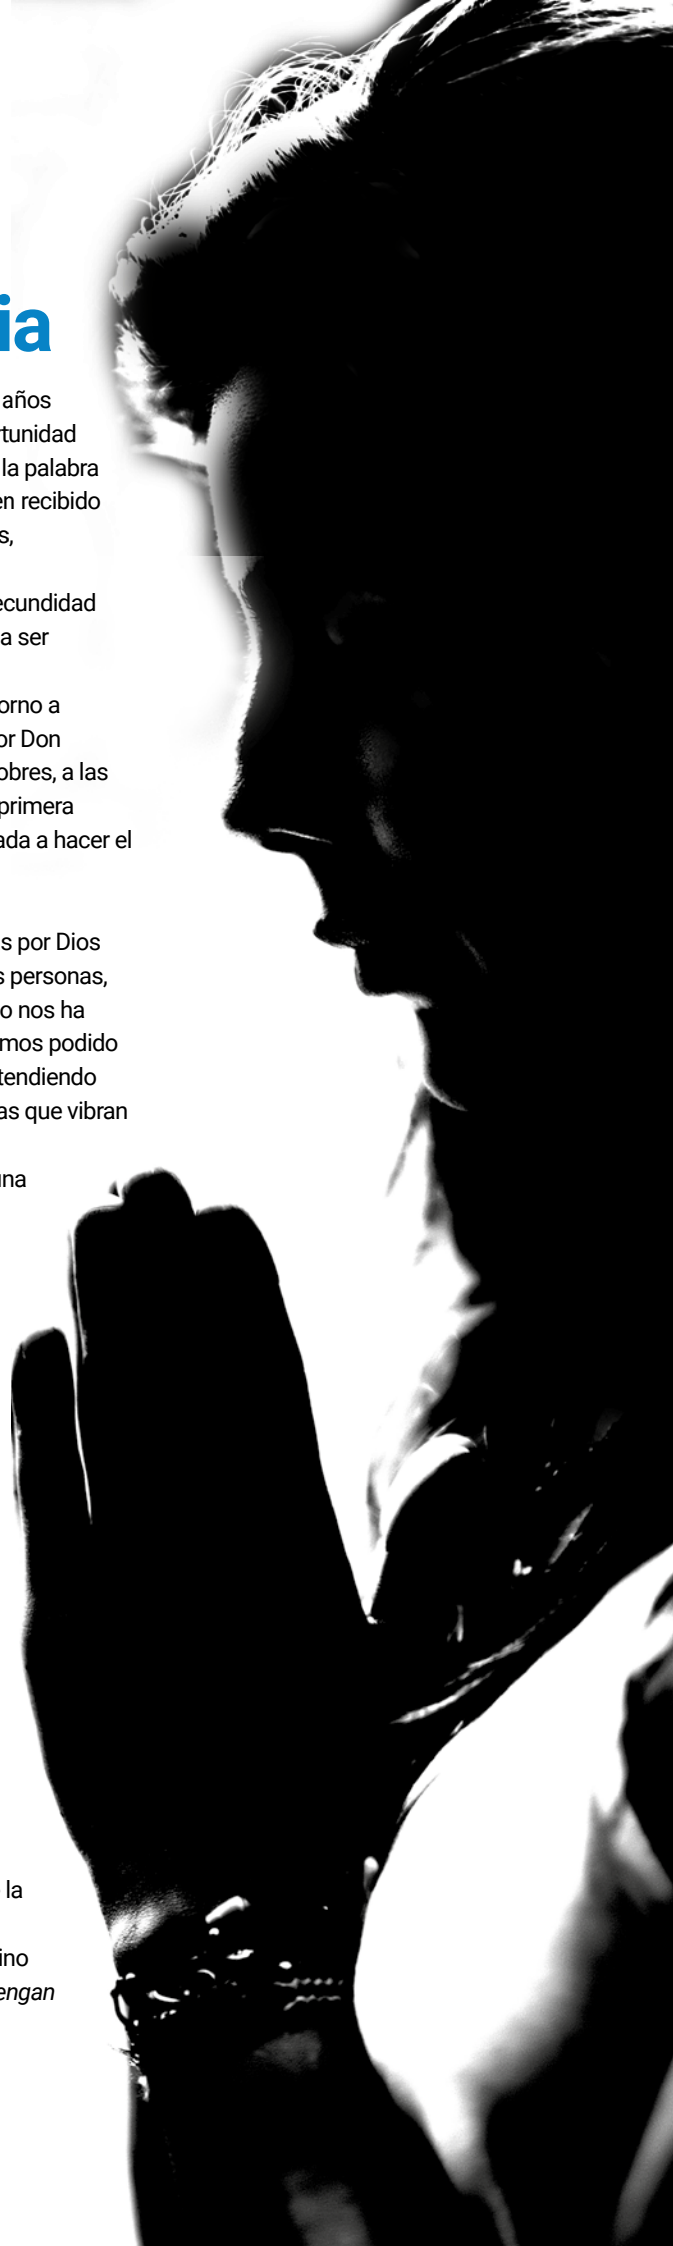 ia
años
rtunidad
la palabra
en recibido
s,
ecundidad
a ser
orno a
or Don
obres, a las
primera
ada a hacer el
s por Dios
s personas,
o nos ha
mos podido
tendiendo
as que vibran
una
la
ino
engan